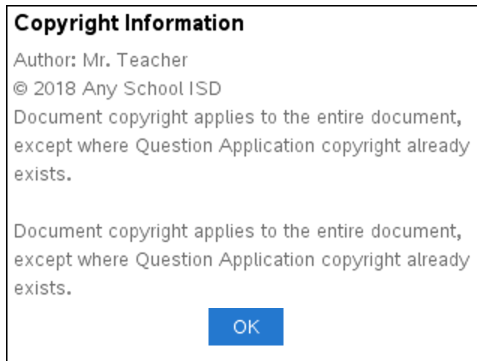 Copyright Information
Author: Mr. Teacher
© 2018 Any School ISD
Document copyright applies to the entire document,
except where Question Application copyright already
exists.
Document copyright applies to the entire document,
except where Question Application copyright already
exists.
OK